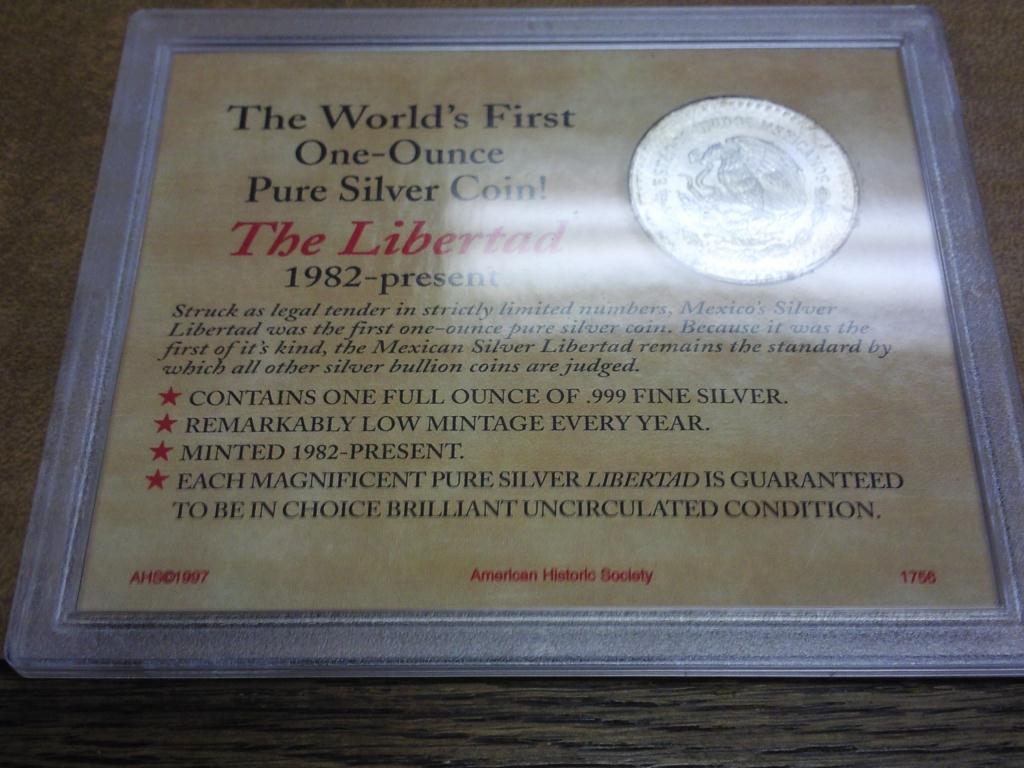 The World's First
One-Ounce
Pure Silver Coin!
The Libertad
1982-present
Struck as legal tender in strictly limited numbers, Mexico's Silver
Libertad was the first one-ounce pure silver coin. Because it was the
first of it's kind, the Mexican Silver Libertad remains the standard by
which all other silver bullion coins are judged.
★ CONTAINS ONE FULL OUNCE OF .999 FINE SILVER.
★ REMARKABLY LOW MINTAGE EVERY YEAR.
★ MINTED 1982-PRESENT.
★ EACH MAGNIFICENT PURE SILVER LIBERTAD IS GUARANTEED
TO BE IN CHOICE BRILLIANT UNCIRCULATED CONDITION.
AHS©1997 American Historic Society 1756
MEXICANOS